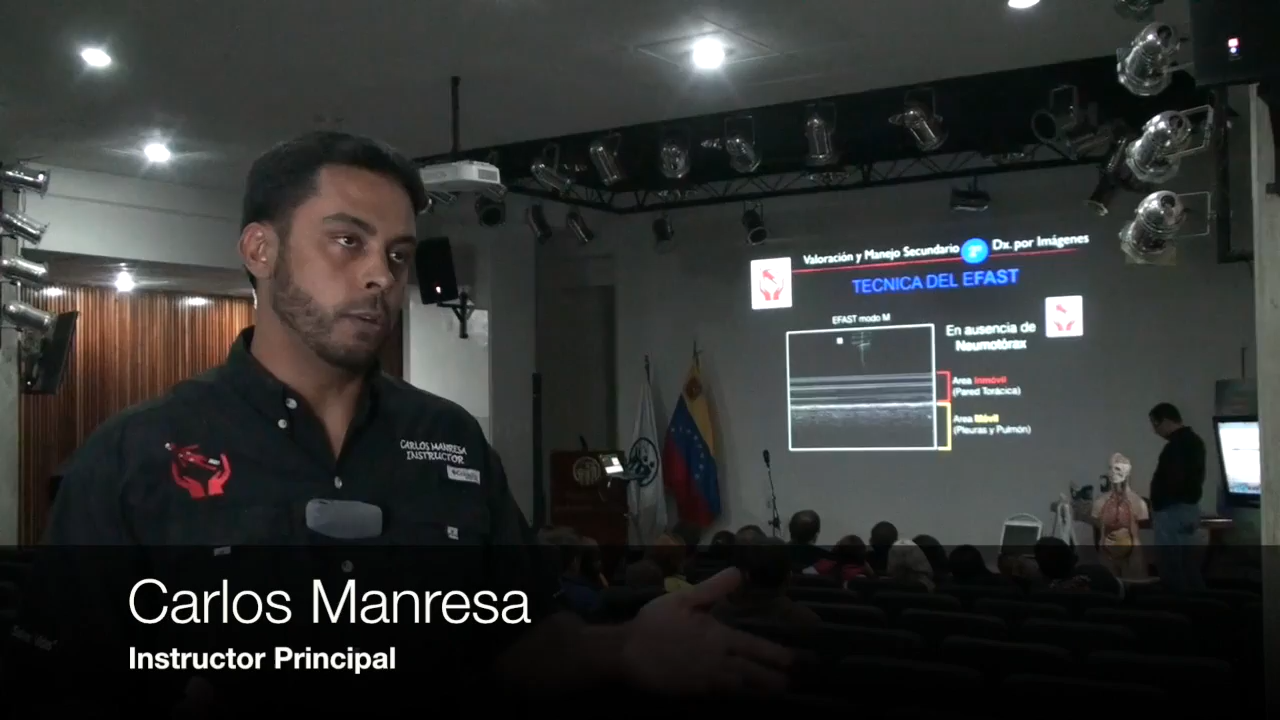 Valoración y Manejo Secundario
Dx. por Imágenes
TECNICA DEL EFAST
EFAST modo M
En ausencia de
Neumotórax
Area Inmóvil
(Pared Torácica)
Area Móvil
(Pleuras y Pulmón)
CARLOS MANRESA
INSTRUCTOR
Carlos Manresa
Instructor Principal